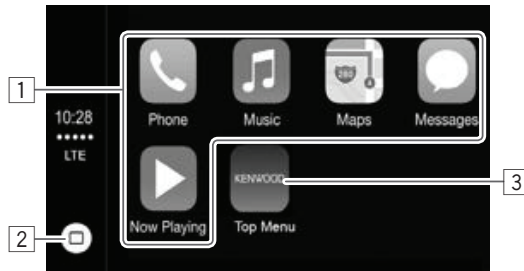 1
10:28
LTE
Phone
Music
Maps
280
Messages
2
Now Playing
KENWOOD
Top Menu
3